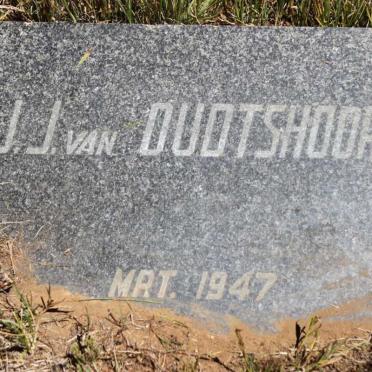 J.J. VAN OUDTSHOOR
MRT. 1947